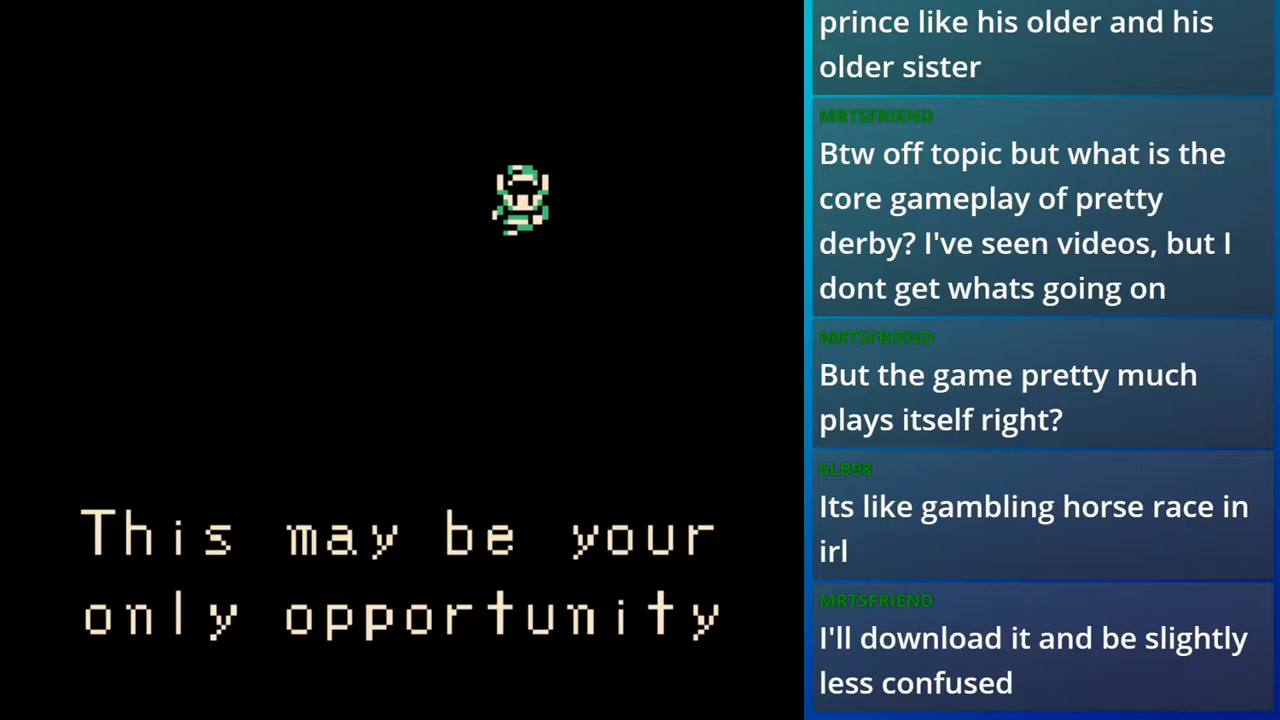 This may be your
only opportunity
prince like his older and his
older sister
MRTSFRIEND
Btw off topic but what is the
core gameplay of pretty
derby? I've seen videos, but I
dont get whats going on
MRTSFRIEND
But the game pretty much
plays itself right?
6LB98
Its like gambling horse race in
irl
MRTSFRIEND
I'll download it and be slightly
less confused